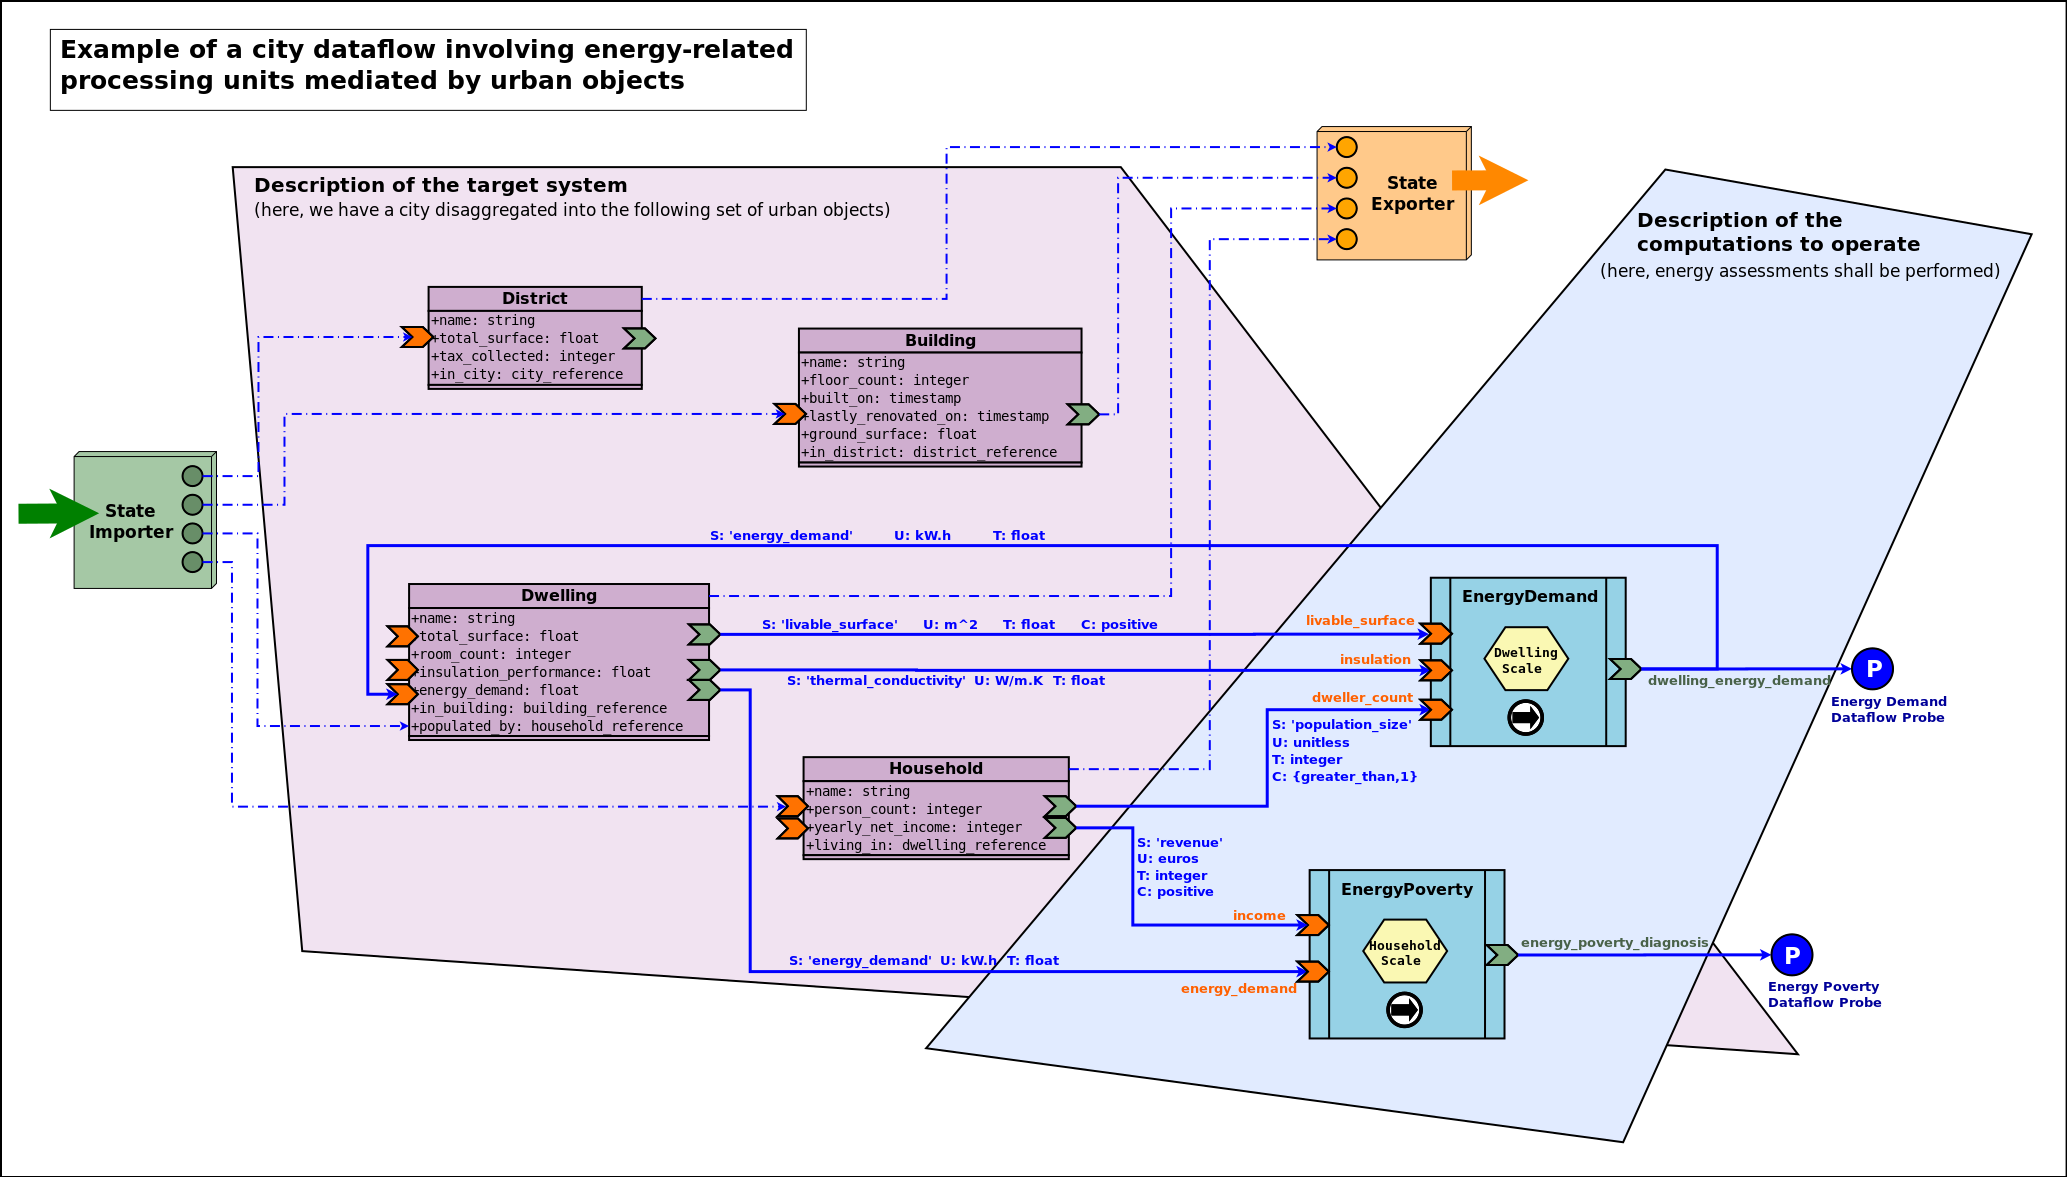 Example of a city dataflow involving energy-related
processing units mediated by urban objects
Description of the target system
(here, we have a city disaggregated into the following set of urban objects)
State
Exporter
Description of the
computations to operate
(here, energy assessments shall be performed)
District
+name: string
+total_surface: float
+tax_collected: integer
+in_city: city_reference
Building
+name: string
+floor_count: integer
+built_on: timestamp
+lastly_renovated_on: timestamp
+ground_surface: float
+in_district: district_reference
State
Importer
S: 'energy_demand' U: kW.h T: float
Dwelling
+name: string
+total_surface: float
+room_count: integer
+insulation_performance: float
+energy_demand: float
+in_building: building_reference
+populated_by: household_reference
S: 'livable_surface' U: m^2 T: float C: positive
S: 'thermal_conductivity' U: W/m.K T: float
livable_surface
insulation
dweller_count
S: 'population_size'
U: unitless
T: integer
C: {greater_than,1}
EnergyDemand
Dwelling
Scale
dwelling_energy_demand
P
Energy Demand
Dataflow Probe
Household
+name: string
+person_count: integer
+yearly_net_income: integer
+living_in: dwelling_reference
S: 'revenue'
U: euros
T: integer
C: positive
income
S: 'energy_demand' U: kW.h T: float
energy_demand
EnergyPoverty
Household
Scale
energy_poverty_diagnosis
P
Energy Poverty
Dataflow Probe